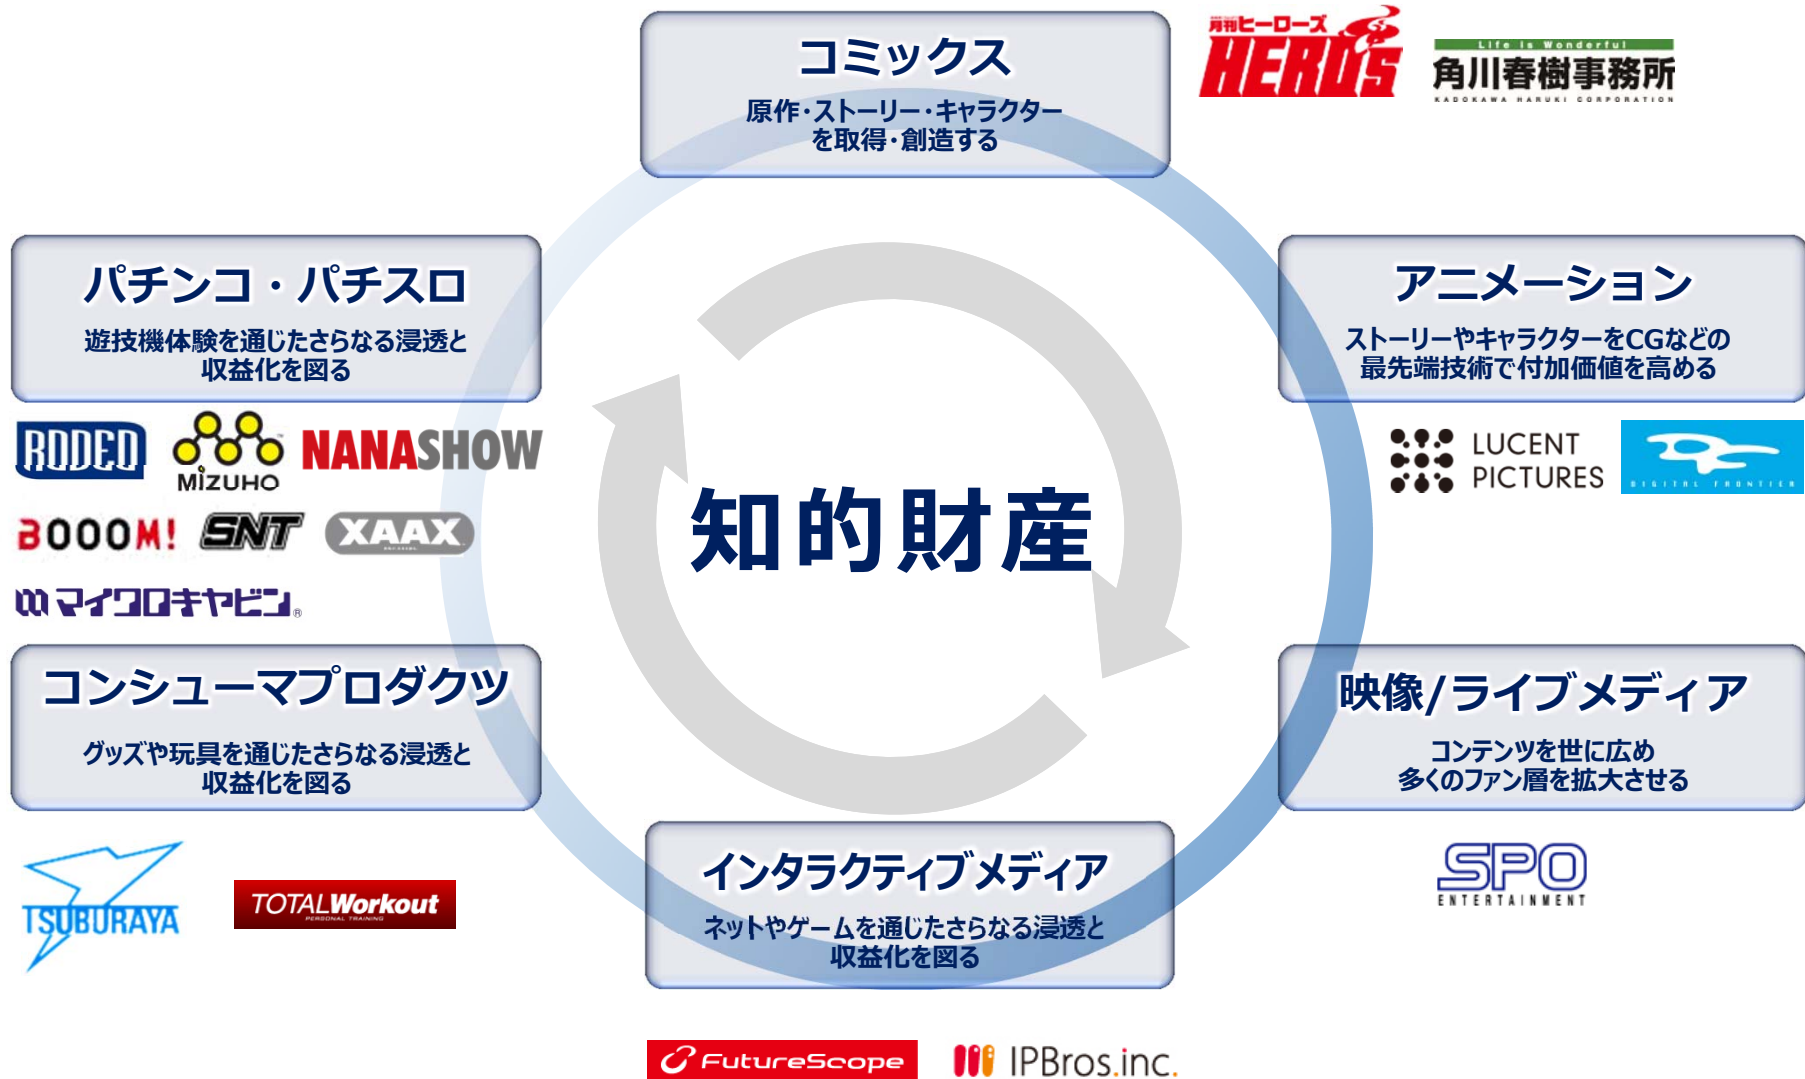 コミックス
原作・ストーリー・キャラクター
を取得・創造する
月刊ヒーローズ
HERO'S
Life is Wonderful
角川春樹事務所
KADOKAWA HARUKI CORPORATION
パチンコ・パチスロ
遊技機体験を通じたさらなる浸透と
収益化を図る
RODEO
MIZUHO
NANASHOW
BOOOM!
SNT
XAAX
マイクロキャビン®
アニメーション
ストーリーやキャラクターをCGなどの
最先端技術で付加価値を高める
LUCENT
PICTURES
DIGITAL FRONTIER
知的財産
コンシューマプロダクツ
グッズや玩具を通じたさらなる浸透と
収益化を図る
TSUBURAYA
TOTAL Workout
PERSONAL TRAINING
映像/ライブメディア
コンテンツを世に広め
多くのファン層を拡大させる
SPO
ENTERTAINMENT
インタラクティブメディア
ネットやゲームを通じたさらなる浸透と
収益化を図る
FutureScope
IPBros.inc.